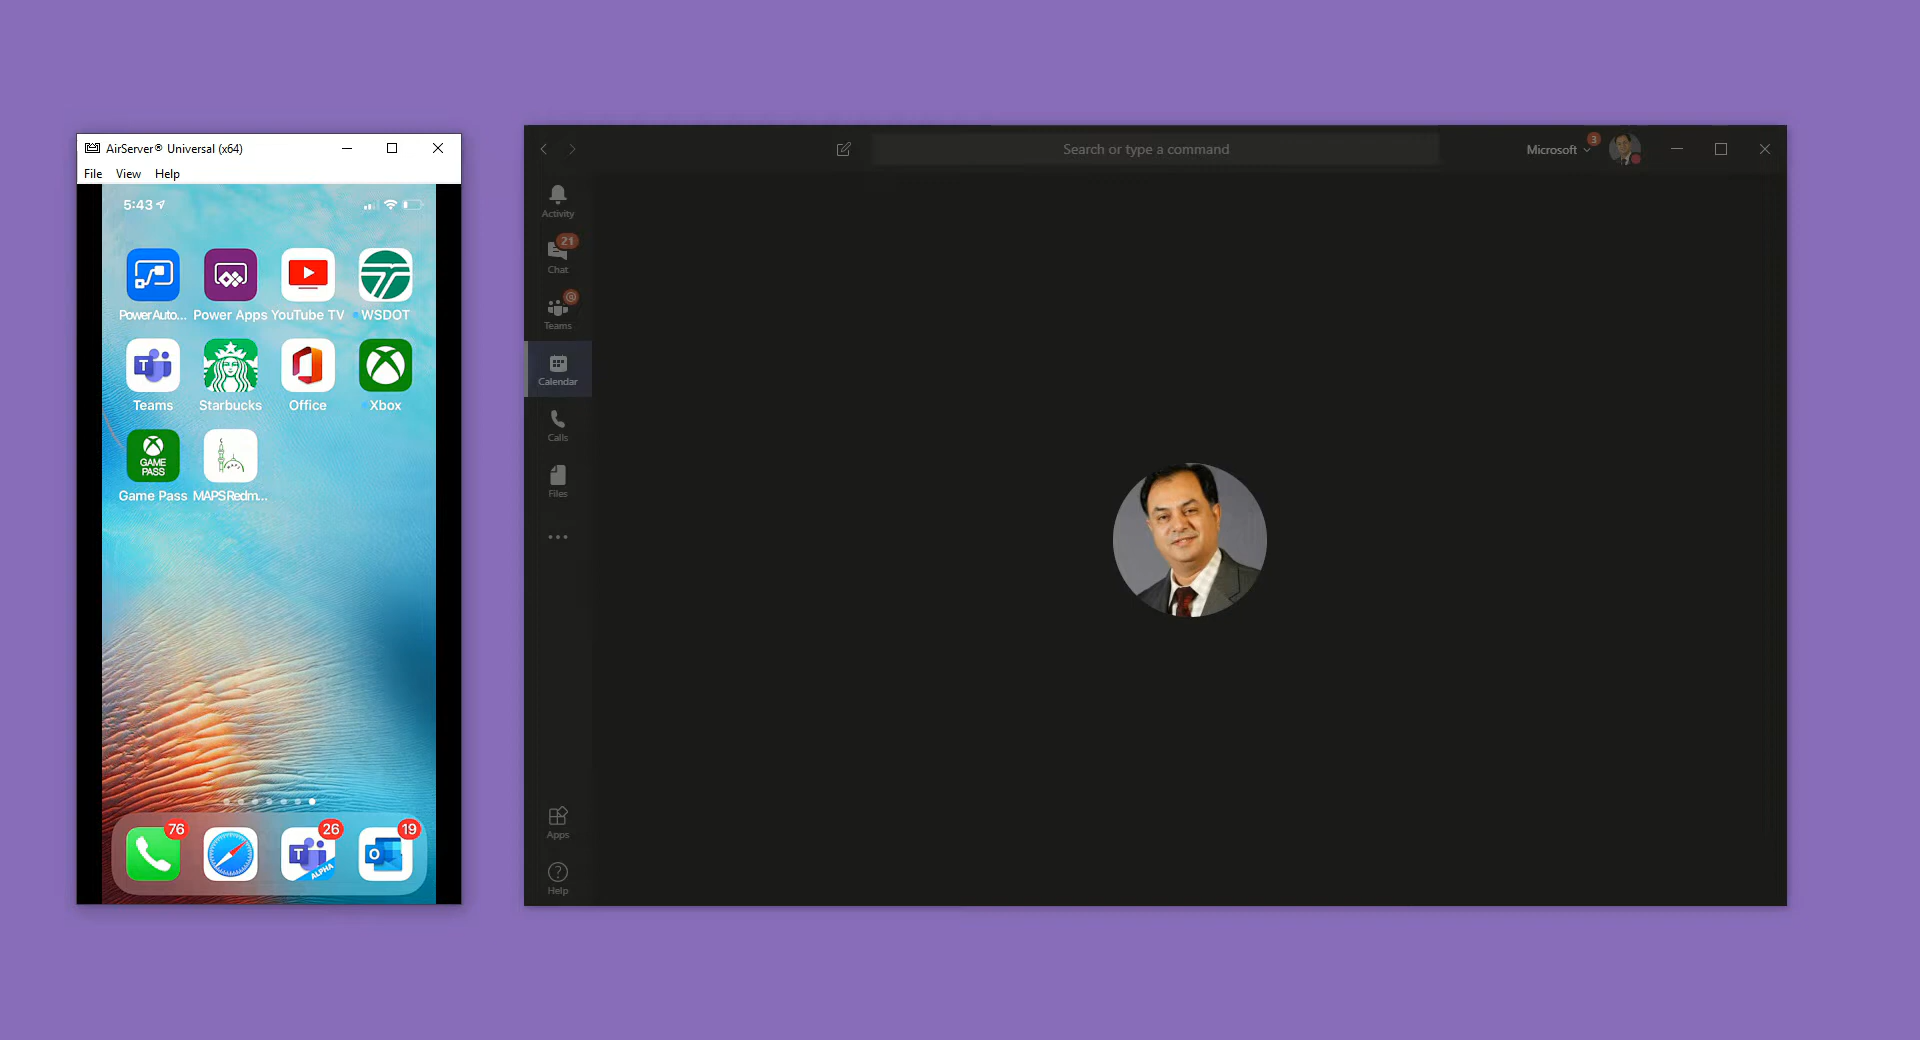 AirServer® Universal (x64)
File View Help
5:43
PowerAuto... Power Apps YouTube TV WSDOT
T
Teams Starbucks Office Xbox
GAME
PASS
Game Pass MAPSRedm...
76 26 19
T O
ALPHA
Search or type a command
Microsoft 3
Activity
21
Chat
@
Teams
Calendar
Calls
Files
Apps
?
Help